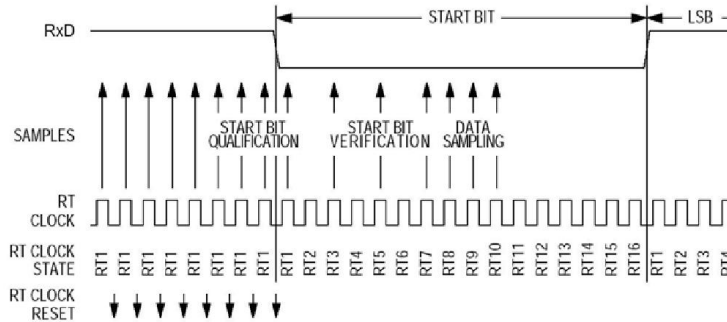 START BIT LSB
RxD
SAMPLES
START BIT QUALIFICATION
START BIT VERIFICATION
DATA SAMPLING
RT CLOCK
RT CLOCK STATE
RT1 RT1 RT1 RT1 RT1 RT1 RT1 RT1 RT1 RT2 RT3 RT4 RT5 RT6 RT7 RT8 RT9 RT10 RT11 RT12 RT13 RT14 RT15 RT16 RT1 RT2 RT3 RT4
RT CLOCK RESET